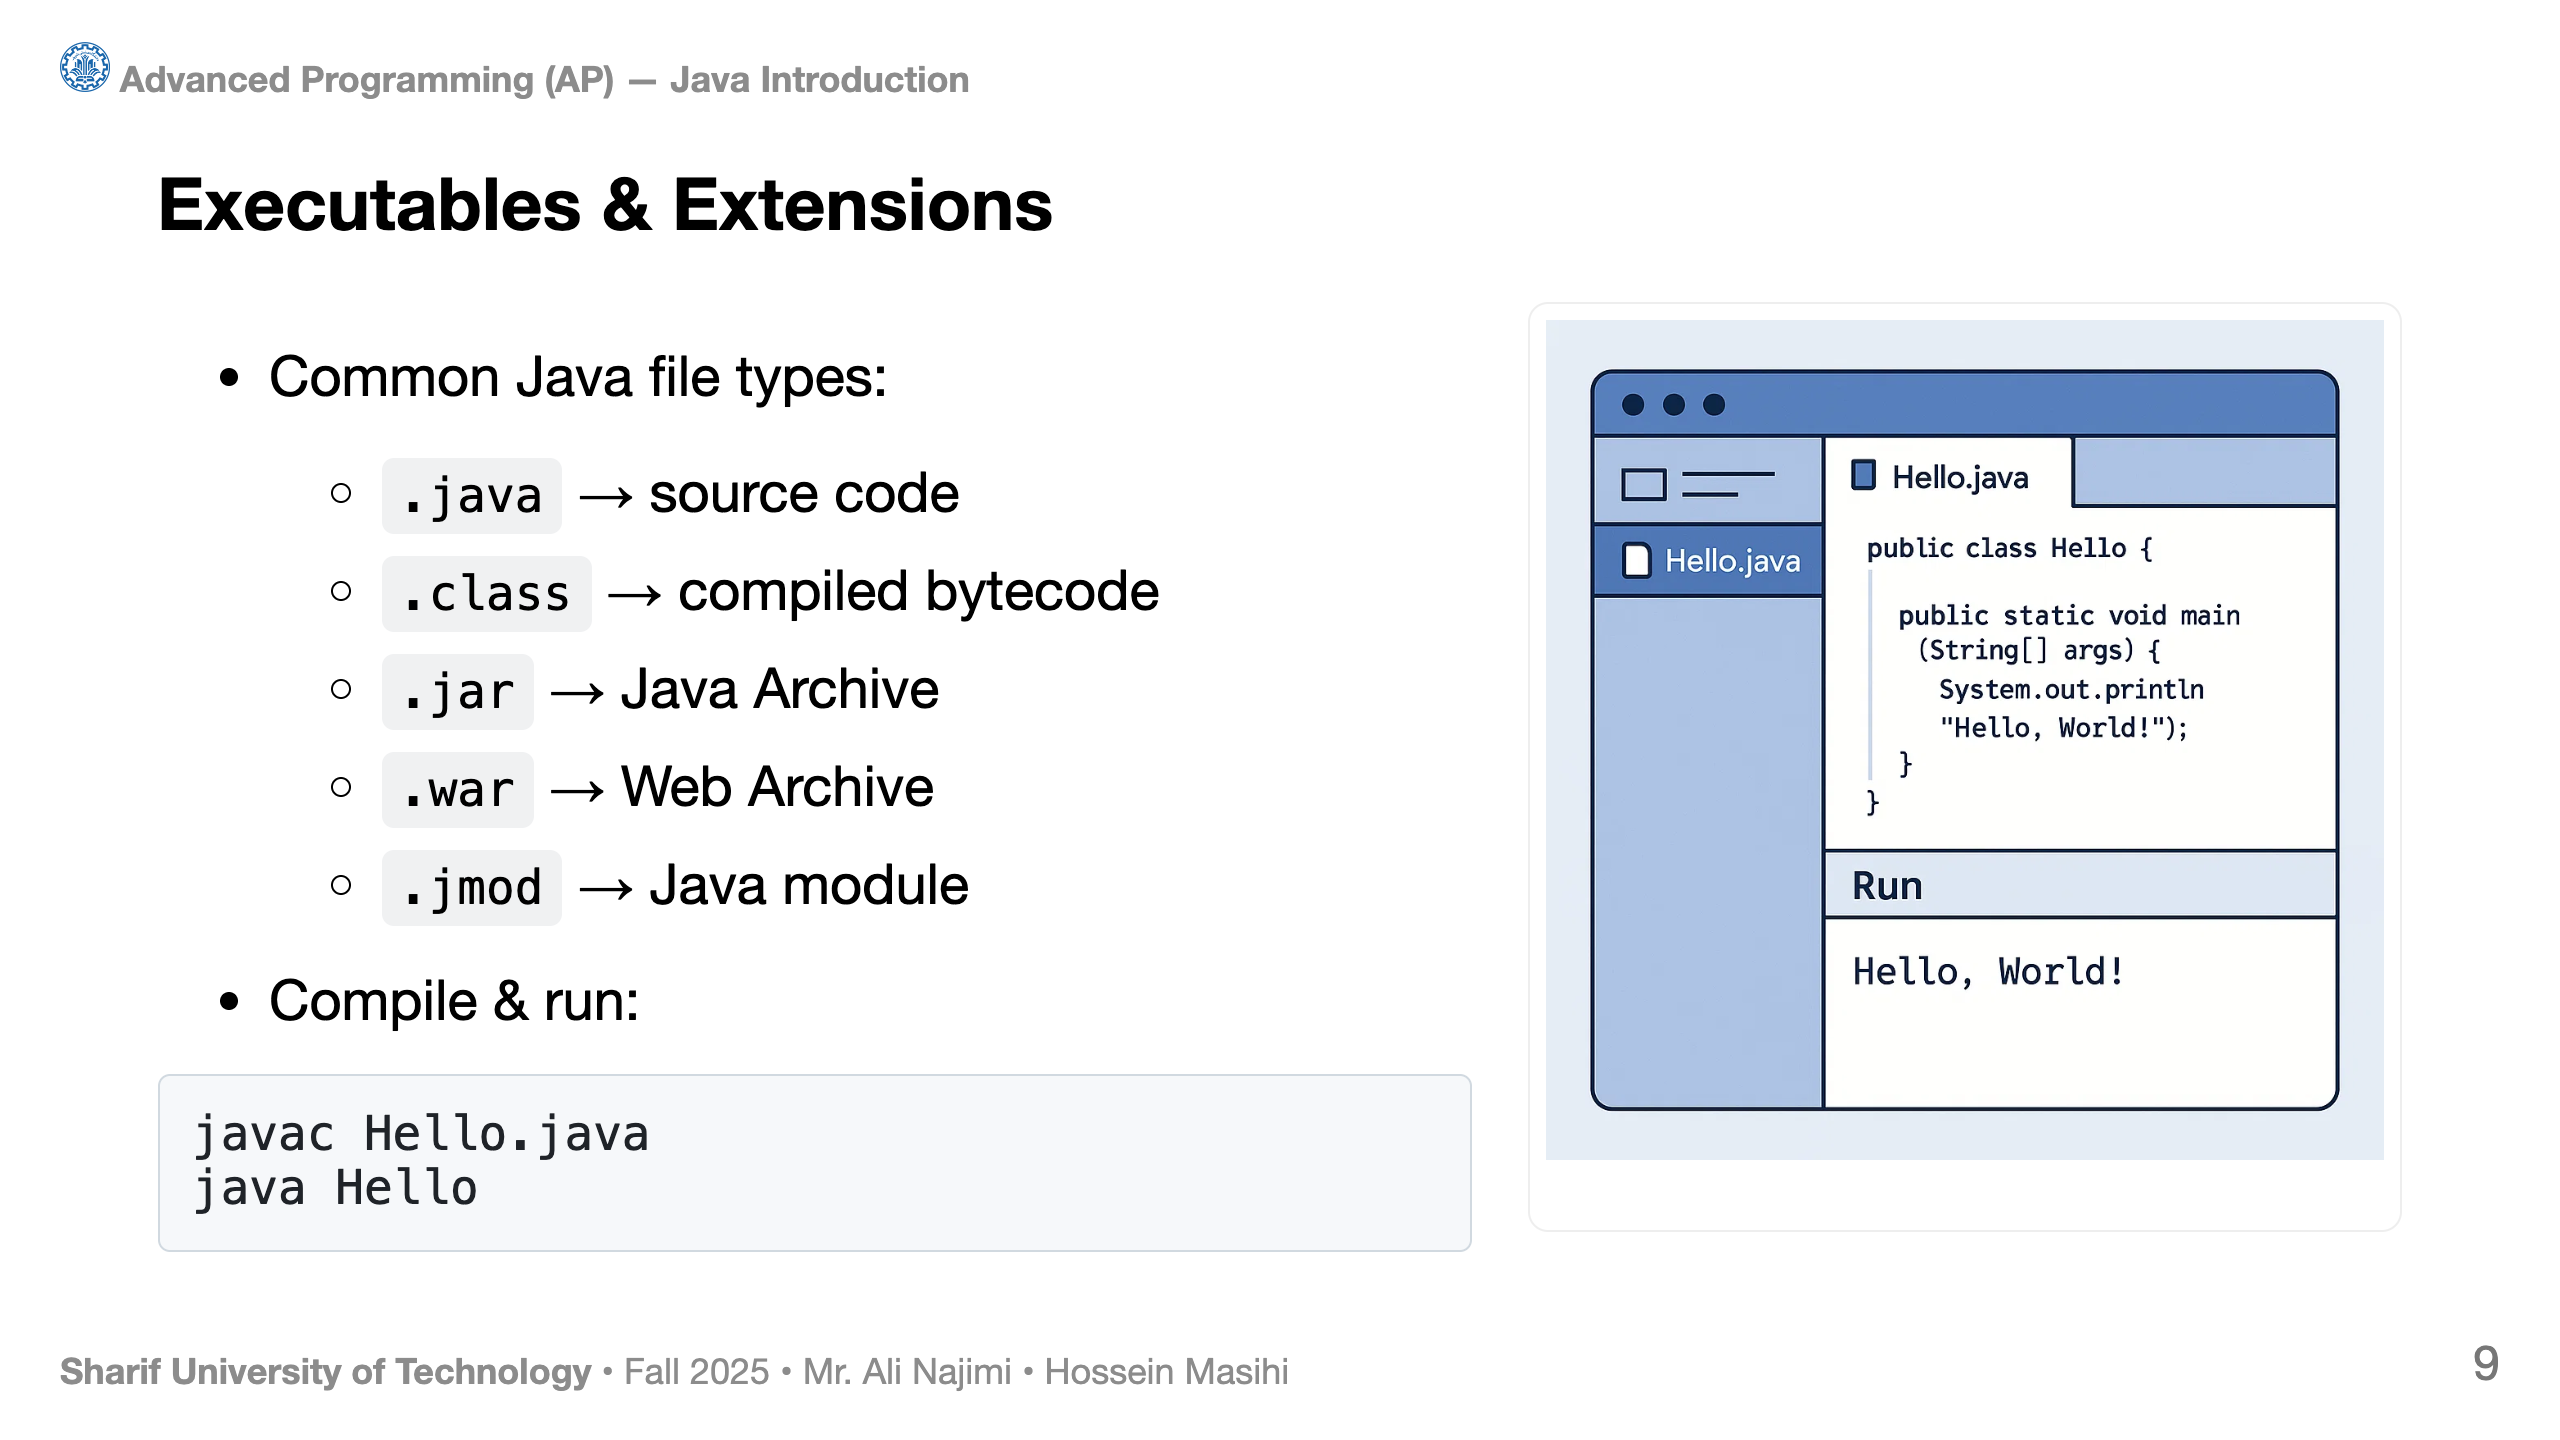 Advanced Programming (AP) — Java Introduction
Executables & Extensions
• Common Java file types:
○ .java → source code
○ .class → compiled bytecode
○ .jar → Java Archive
○ .war → Web Archive
○ .jmod → Java module
• Compile & run:
javac Hello.java
java Hello
Hello.java
Hello.java
public class Hello {
public static void main
(String[] args) {
System.out.println
"Hello, World!");
}
}
Run
Hello, World!
Sharif University of Technology • Fall 2025 • Mr. Ali Najimi • Hossein Masihi
9